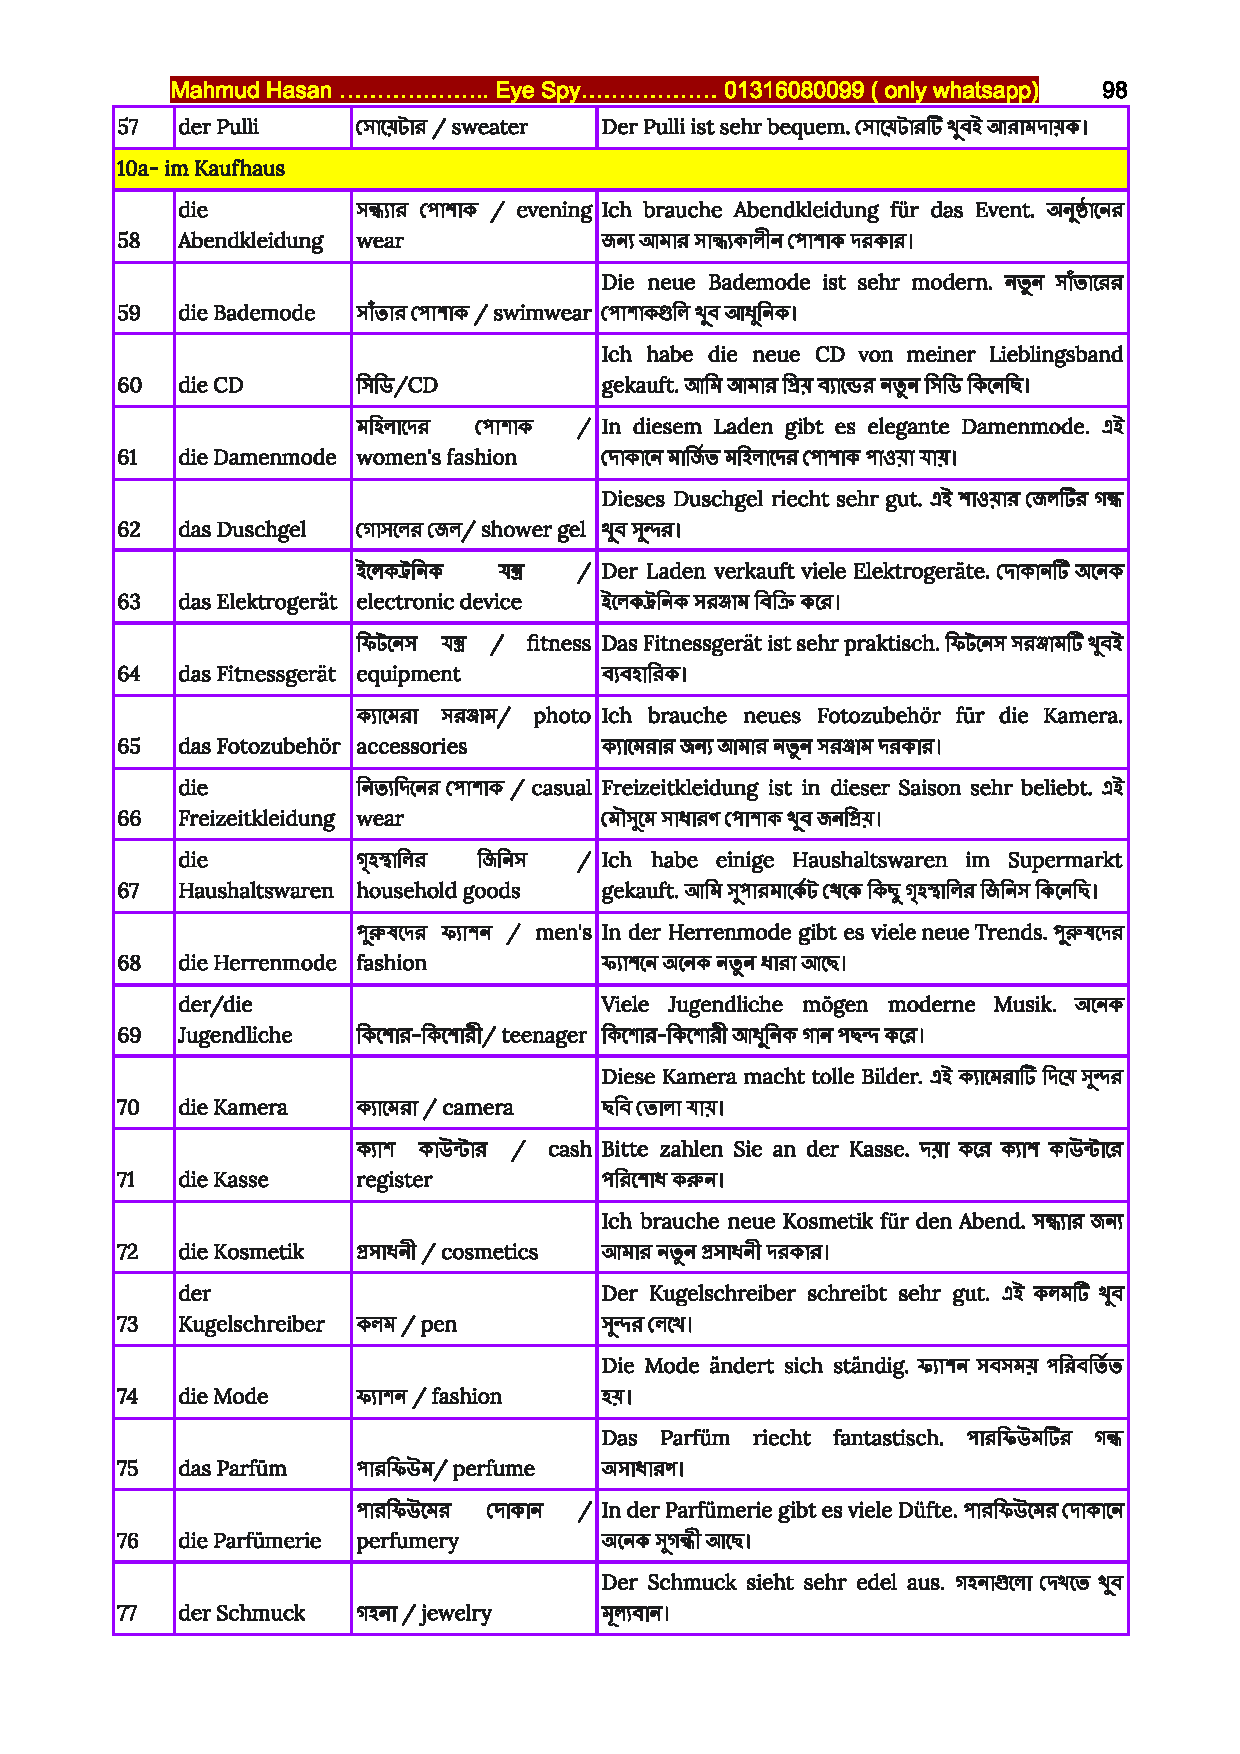 Mahmud Hasan ……………….. Eye Spy……………… 01316080099 ( only whatsapp) 98
57 der Pulli সোয়েটার / sweater Der Pulli ist sehr bequem. সোয়েটারটি খুবই আরামদায়ক।
10a- im Kaufhaus
die সন্ধ্যার পোশাক / evening Ich brauche Abendkleidung für das Event. অনুষ্ঠানের
58 Abendkleidung wear জন্য আমার সান্ধ্যকালীন পোশাক দরকার।
Die neue Bademode ist sehr modern. নতুন সাঁতারের
59 die Bademode সাঁতার পোশাক / swimwear পোশাকগুলি খুব আধুনিক।
Ich habe die neue CD von meiner Lieblingsband
60 die CD সিডি/CD gekauft. আমি আমার প্রিয় ব্যান্ডের নতুন সিডি কিনেছি।
মহিলাদের পোশাক / In diesem Laden gibt es elegante Damenmode. এই
61 die Damenmode women's fashion দোকানে মার্জিত মহিলাদের পোশাক পাওয়া যায়।
Dieses Duschgel riecht sehr gut. এই শাওয়ার জেলটির গন্ধ
62 das Duschgel গোসলের জেল/ shower gel খুব সুন্দর।
ইলেকট্রনিক যন্ত্র / Der Laden verkauft viele Elektrogeräte. দোকানটি অনেক
63 das Elektrogerät electronic device ইলেকট্রনিক সরঞ্জাম বিক্রি করে।
ফিটনেস যন্ত্র / fitness Das Fitnessgerät ist sehr praktisch. ফিটনেস সরঞ্জামটি খুবই
64 das Fitnessgerät equipment ব্যবহারিক।
ক্যামেরা সরঞ্জাম/ photo Ich brauche neues Fotozubehör für die Kamera.
65 das Fotozubehör accessories ক্যামেরার জন্য আমার নতুন সরঞ্জাম দরকার।
die নিত্যদিনের পোশাক / casual Freizeitkleidung ist in dieser Saison sehr beliebt. এই
66 Freizeitkleidung wear মৌসুমে সাধারণ পোশাক খুব জনপ্রিয়।
die গৃহস্থালির জিনিস / Ich habe einige Haushaltswaren im Supermarkt
67 Haushaltswaren household goods gekauft. আমি সুপারমার্কেট থেকে কিছু গৃহস্থালির জিনিস কিনেছি।
পুরুষদের ফ্যাশন / men's In der Herrenmode gibt es viele neue Trends. পুরুষদের
68 die Herrenmode fashion ফ্যাশনে অনেক নতুন ধারা আছে।
der/die Viele Jugendliche mögen moderne Musik. অনেক
69 Jugendliche কিশোর-কিশোরী/ teenager কিশোর-কিশোরী আধুনিক গান পছন্দ করে।
Diese Kamera macht tolle Bilder. এই ক্যামেরাটি দিয়ে সুন্দর
70 die Kamera ক্যামেরা / camera ছবি তোলা যায়।
ক্যাশ কাউন্টার / cash Bitte zahlen Sie an der Kasse. দয়া করে ক্যাশ কাউন্টারে
71 die Kasse register পরিশোধ করুন।
Ich brauche neue Kosmetik für den Abend. সন্ধ্যার জন্য
72 die Kosmetik প্রসাধনী / cosmetics আমার নতুন প্রসাধনী দরকার।
der Der Kugelschreiber schreibt sehr gut. এই কলমটি খুব
73 Kugelschreiber কলম / pen সুন্দর লেখে।
Die Mode ändert sich ständig. ফ্যাশন সবসময় পরিবর্তিত
74 die Mode ফ্যাশন / fashion হয়।
Das Parfüm riecht fantastisch. পারফিউমটির গন্ধ
75 das Parfüm পারফিউম/ perfume অসাধারণ।
পারফিউমের দোকান / In der Parfümerie gibt es viele Düfte. পারফিউমের দোকানে
76 die Parfümerie perfumery অনেক সুগন্ধী আছে।
Der Schmuck sieht sehr edel aus. গহনাগুলো দেখতে খুব
77 der Schmuck গহনা / jewelry মূল্যবান।